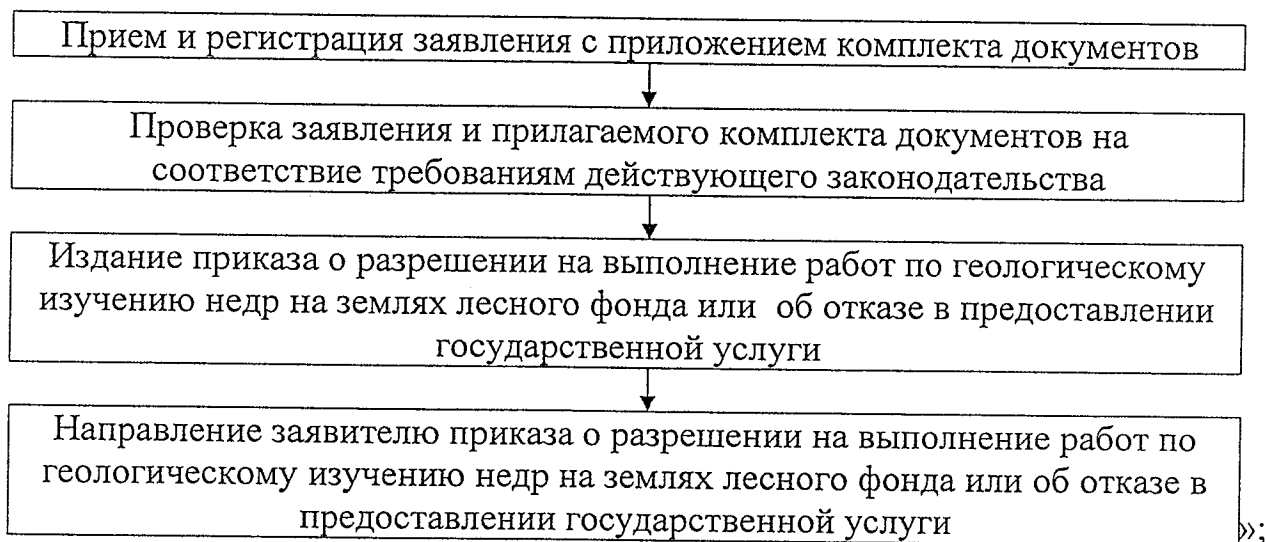 Прием и регистрация заявления с приложением комплекта документов
Проверка заявления и прилагаемого комплекта документов на
соответствие требованиям действующего законодательства
Издание приказа о разрешении на выполнение работ по геологическому
изучению недр на землях лесного фонда или об отказе в предоставлении
государственной услуги
Направление заявителю приказа о разрешении на выполнение работ по
геологическому изучению недр на землях лесного фонда или об отказе в
предоставлении государственной услуги
»;